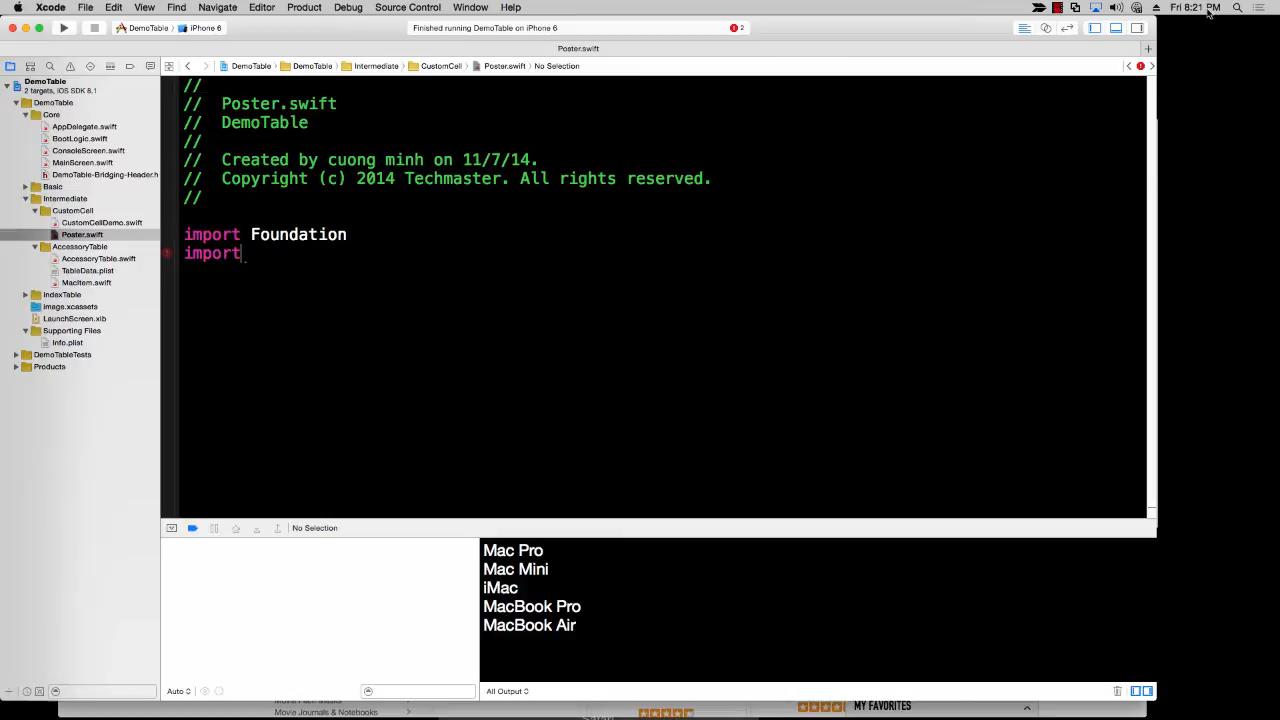 Xcode File Edit View Find Navigate Editor Product Debug Source Control Window Help Fri 8:21 PM
DemoTable iPhone 6 Finished running DemoTable on iPhone 6 2
Poster.swift
DemoTable DemoTable Intermediate CustomCell Poster.swift No Selection
DemoTable
2 targets, iOS SDK 8.1
DemoTable
Core
AppDelegate.swift
BootLogic.swift
ConsoleScreen.swift
MainScreen.swift
DemoTable-Bridging-Header.h
Basic
Intermediate
CustomCell
CustomCellDemo.swift
Poster.swift
AccessoryTable
AccessoryTable.swift
TableData.plist
MacItem.swift
IndexTable
image.xcassets
LaunchScreen.xib
Supporting Files
Info.plist
DemoTableTests
Products
//
// Poster.swift
// DemoTable
//
// Created by cuong minh on 11/7/14.
// Copyright (c) 2014 Techmaster. All rights reserved.
//
import Foundation
import
No Selection
Mac Pro
Mac Mini
iMac
MacBook Pro
MacBook Air
Auto All Output
MY FAVORITES
Movie Journals & Notebooks